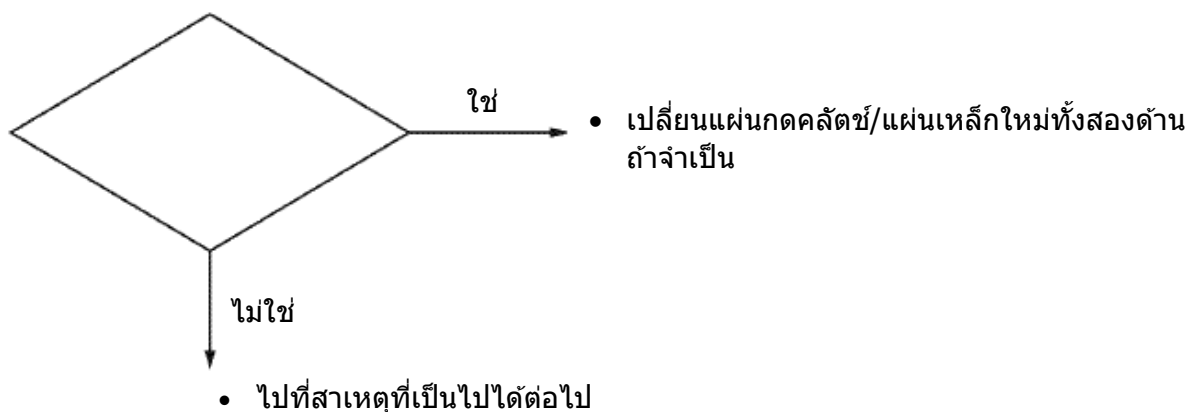 ใช่
• เปลี่ยนแผ่นกดคลัตช์/แผ่นเหล็กใหม่ทั้งสองด้าน
ถ้าจำเป็น
ไม่ใช่
• ไปที่สาเหตุที่เป็นไปได้ต่อไป